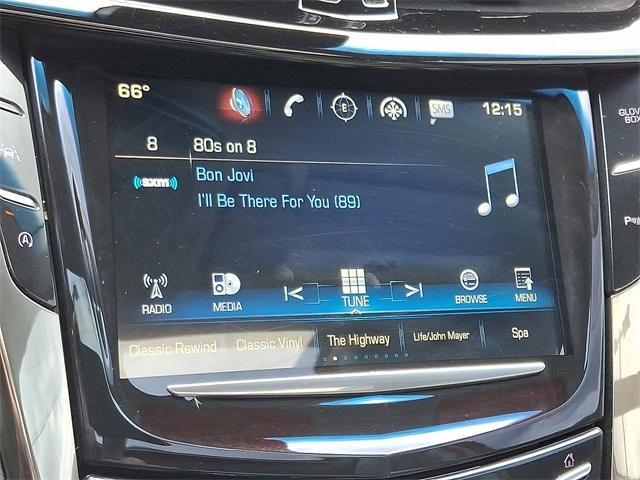 66° E SMS 12:15
GLOVE BOX
8 80s on 8
Bon Jovi
((sxm))
I'll Be There For You (89)
RADIO MEDIA TUNE BROWSE MENU
Classic Rewind Classic Vinyl The Highway Life/John Mayer Spa
A